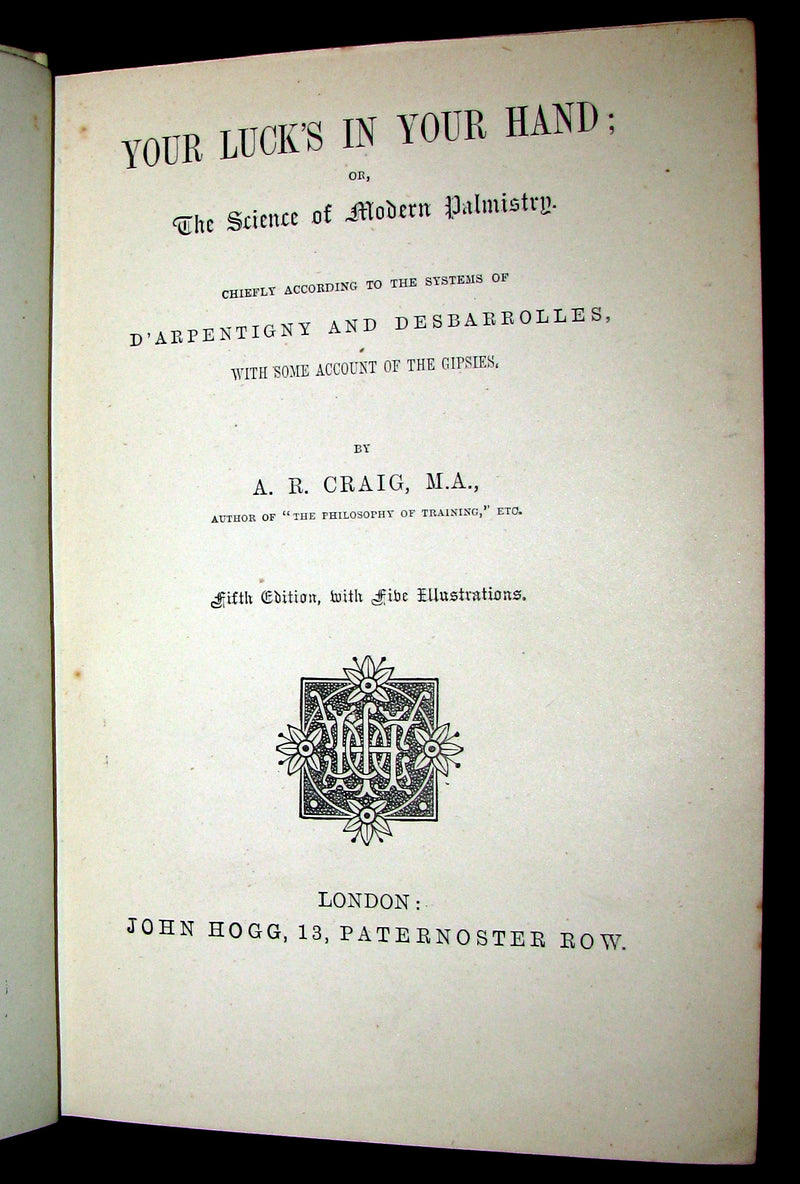 YOUR LUCK'S IN YOUR HAND;
OR,
The Science of Modern Palmistry.
CHIEFLY ACCORDING TO THE SYSTEMS OF
D'ARPENTIGNY AND DESBARROLLES,
WITH SOME ACCOUNT OF THE GIPSIES.
BY
A. R. CRAIG, M.A.,
AUTHOR OF "THE PHILOSOPHY OF TRAINING," ETC.
Fifth Edition, with Five Illustrations.
LONDON:
JOHN HOGG, 13, PATERNOSTER ROW.